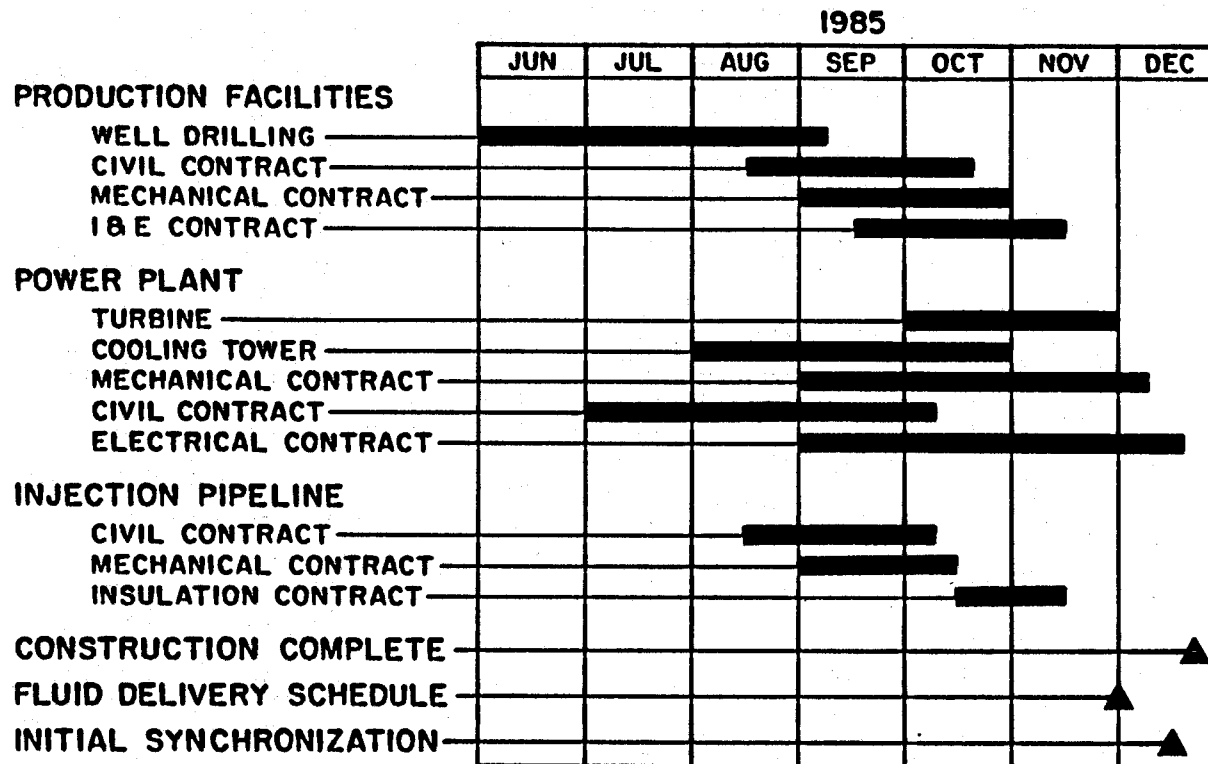 1985
JUN JUL AUG SEP OCT NOV DEC
PRODUCTION FACILITIES
WELL DRILLING
CIVIL CONTRACT
MECHANICAL CONTRACT
I & E CONTRACT
POWER PLANT
TURBINE
COOLING TOWER
MECHANICAL CONTRACT
CIVIL CONTRACT
ELECTRICAL CONTRACT
INJECTION PIPELINE
CIVIL CONTRACT
MECHANICAL CONTRACT
INSULATION CONTRACT
CONSTRUCTION COMPLETE
FLUID DELIVERY SCHEDULE
INITIAL SYNCHRONIZATION